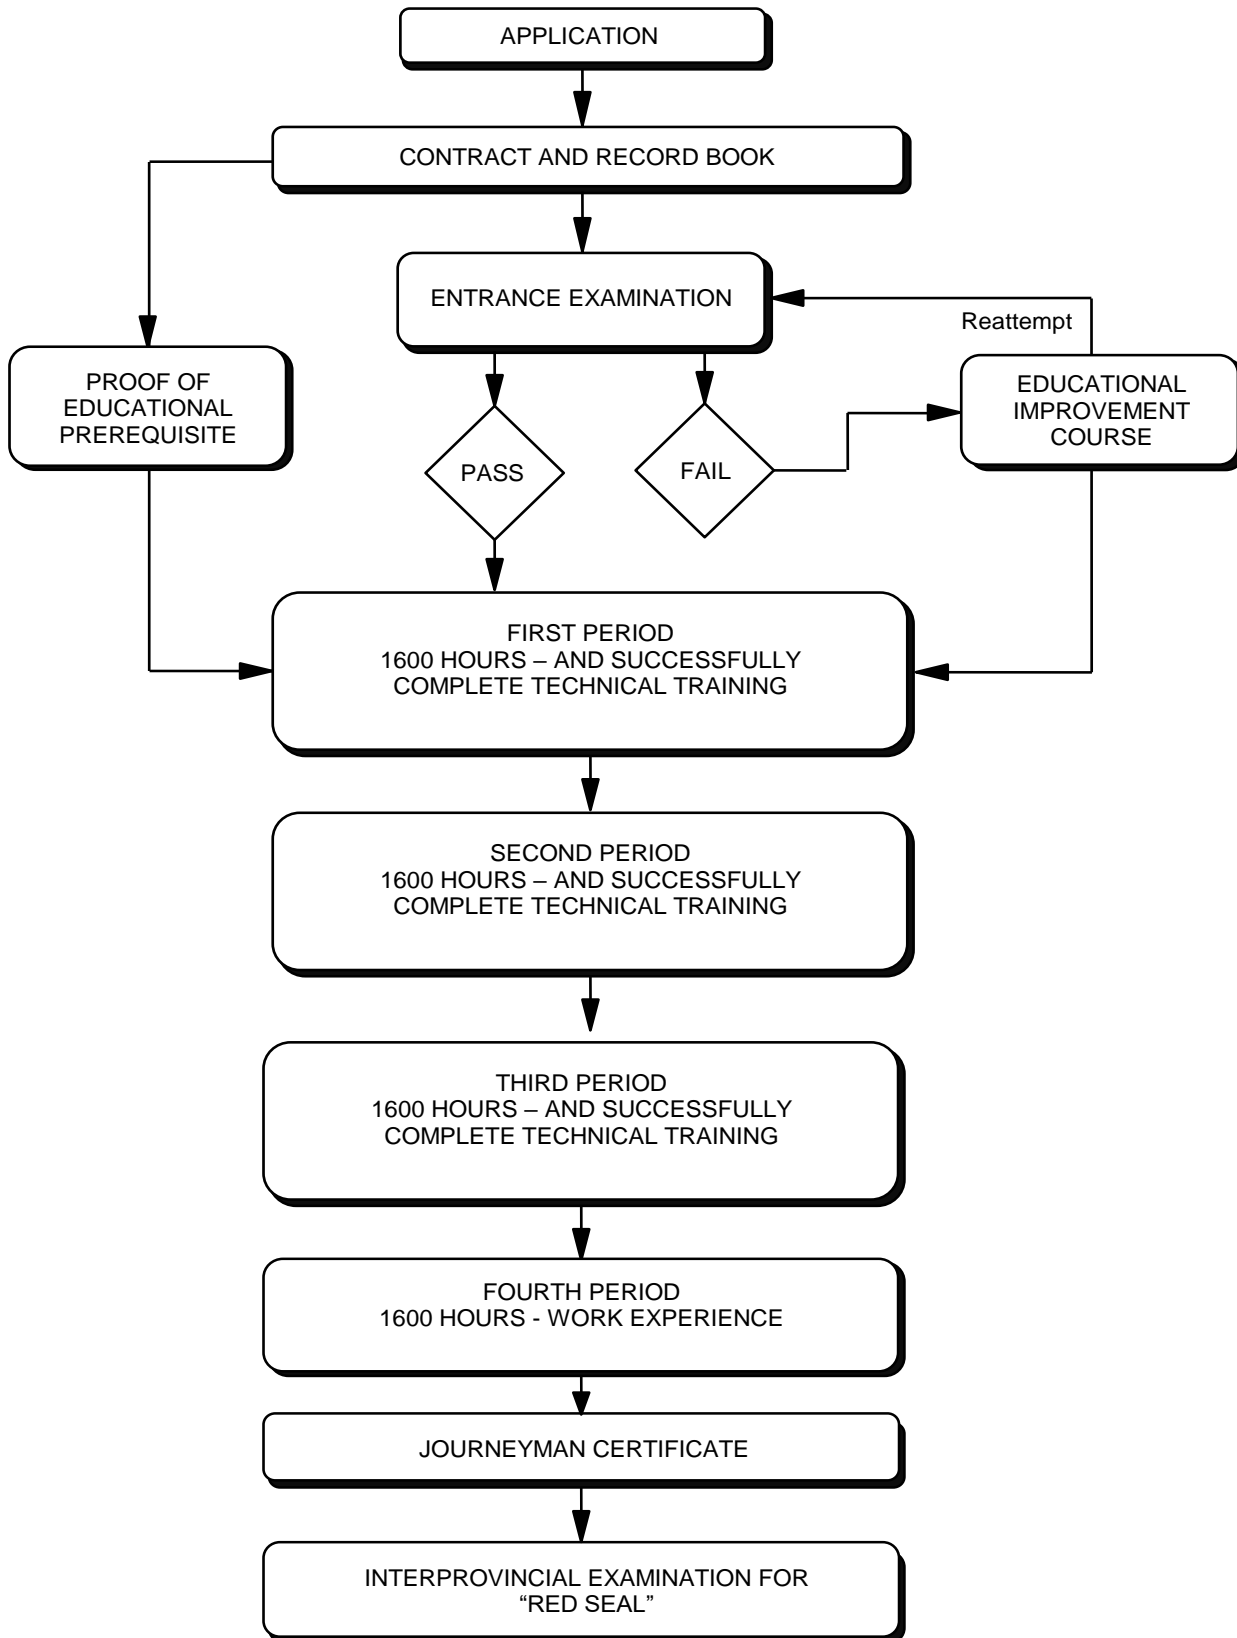 APPLICATION
CONTRACT AND RECORD BOOK
ENTRANCE EXAMINATION
Reattempt
PROOF OF
EDUCATIONAL
PREREQUISITE
PASS
FAIL
EDUCATIONAL
IMPROVEMENT
COURSE
FIRST PERIOD
1600 HOURS – AND SUCCESSFULLY
COMPLETE TECHNICAL TRAINING
SECOND PERIOD
1600 HOURS – AND SUCCESSFULLY
COMPLETE TECHNICAL TRAINING
THIRD PERIOD
1600 HOURS – AND SUCCESSFULLY
COMPLETE TECHNICAL TRAINING
FOURTH PERIOD
1600 HOURS - WORK EXPERIENCE
JOURNEYMAN CERTIFICATE
INTERPROVINCIAL EXAMINATION FOR
“RED SEAL”